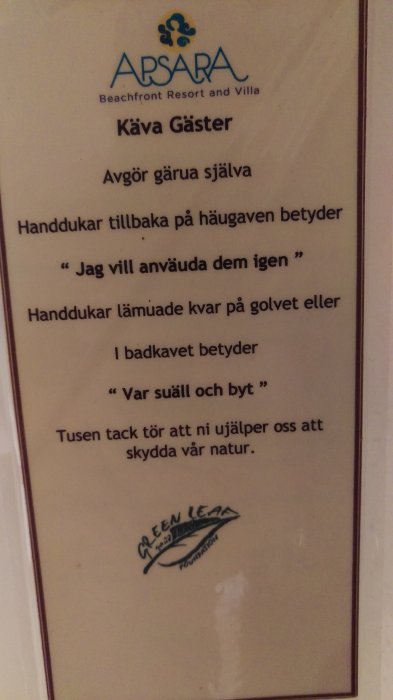 APSARA
Beachfront Resort and Villa
Käva Gäster
Avgör gärua själva
Handdukar tillbaka på häugaven betyder
“ Jag vill anväuda dem igen ”
Handdukar lämuade kvar på golvet eller
I badkavet betyder
“ Var suäll och byt ”
Tusen tack tör att ni ujälper oss att
skydda vår natur.
GREEN LEAF
FOUNDATION